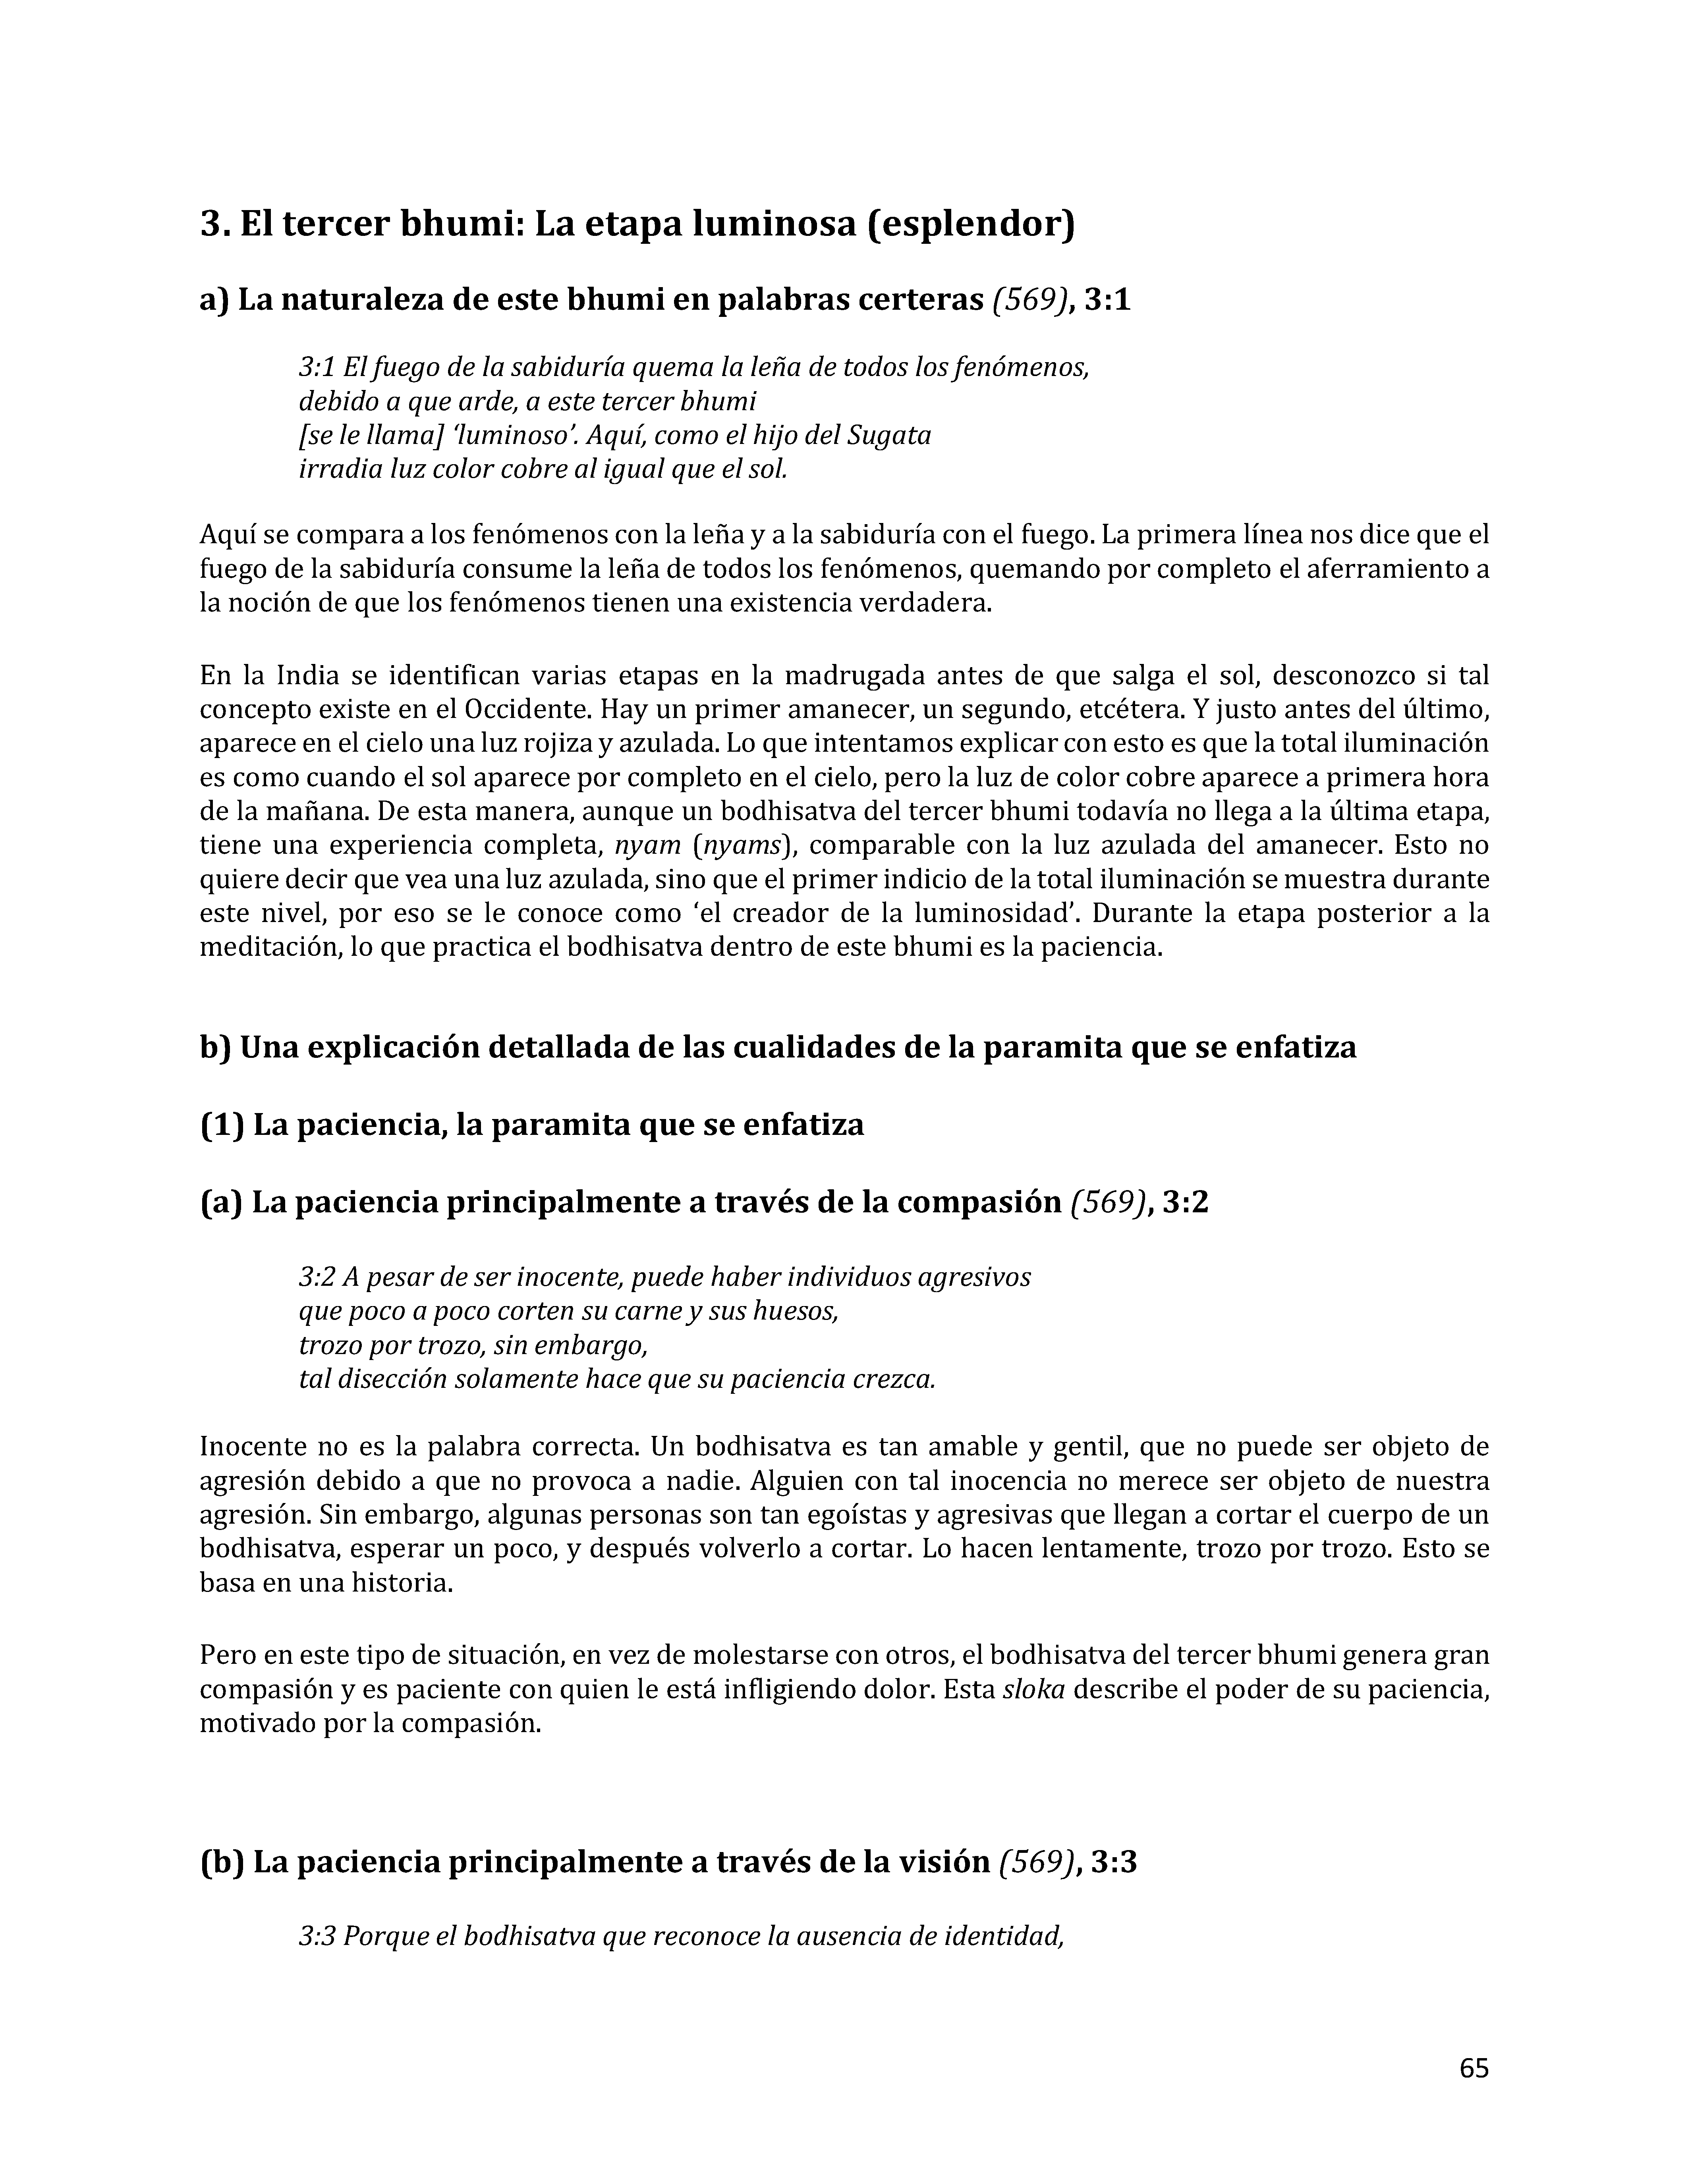 3. El tercer bhumi: La etapa luminosa (esplendor)
a) La naturaleza de este bhumi en palabras certeras (569), 3:1
3:1 El fuego de la sabiduría quema la leña de todos los fenómenos,
debido a que arde, a este tercer bhumi
[se le llama] ‘luminoso’. Aquí, como el hijo del Sugata
irradia luz color cobre al igual que el sol.
Aquí se compara a los fenómenos con la leña y a la sabiduría con el fuego. La primera línea nos dice que el
fuego de la sabiduría consume la leña de todos los fenómenos, quemando por completo el aferramiento a
la noción de que los fenómenos tienen una existencia verdadera.
En la India se identifican varias etapas en la madrugada antes de que salga el sol, desconozco si tal
concepto existe en el Occidente. Hay un primer amanecer, un segundo, etcétera. Y justo antes del último,
aparece en el cielo una luz rojiza y azulada. Lo que intentamos explicar con esto es que la total iluminación
es como cuando el sol aparece por completo en el cielo, pero la luz de color cobre aparece a primera hora
de la mañana. De esta manera, aunque un bodhisatva del tercer bhumi todavía no llega a la última etapa,
tiene una experiencia completa, nyam (nyams), comparable con la luz azulada del amanecer. Esto no
quiere decir que vea una luz azulada, sino que el primer indicio de la total iluminación se muestra durante
este nivel, por eso se le conoce como ‘el creador de la luminosidad’. Durante la etapa posterior a la
meditación, lo que practica el bodhisatva dentro de este bhumi es la paciencia.
b) Una explicación detallada de las cualidades de la paramita que se enfatiza
(1) La paciencia, la paramita que se enfatiza
(a) La paciencia principalmente a través de la compasión (569), 3:2
3:2 A pesar de ser inocente, puede haber individuos agresivos
que poco a poco corten su carne y sus huesos,
trozo por trozo, sin embargo,
tal disección solamente hace que su paciencia crezca.
Inocente no es la palabra correcta. Un bodhisatva es tan amable y gentil, que no puede ser objeto de
agresión debido a que no provoca a nadie. Alguien con tal inocencia no merece ser objeto de nuestra
agresión. Sin embargo, algunas personas son tan egoístas y agresivas que llegan a cortar el cuerpo de un
bodhisatva, esperar un poco, y después volverlo a cortar. Lo hacen lentamente, trozo por trozo. Esto se
basa en una historia.
Pero en este tipo de situación, en vez de molestarse con otros, el bodhisatva del tercer bhumi genera gran
compasión y es paciente con quien le está infligiendo dolor. Esta sloka describe el poder de su paciencia,
motivado por la compasión.
(b) La paciencia principalmente a través de la visión (569), 3:3
3:3 Porque el bodhisatva que reconoce la ausencia de identidad,
65